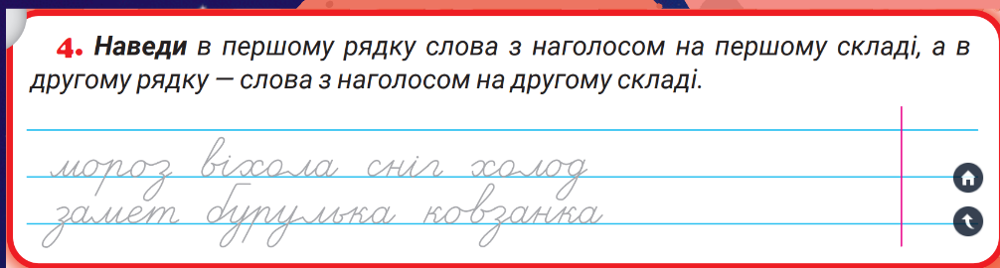 4. Наведи в першому рядку слова з наголосом на першому складі, а в
другому рядку — слова з наголосом на другому складі.
мороз віхола сніг холод
замет бурулька ковзанка